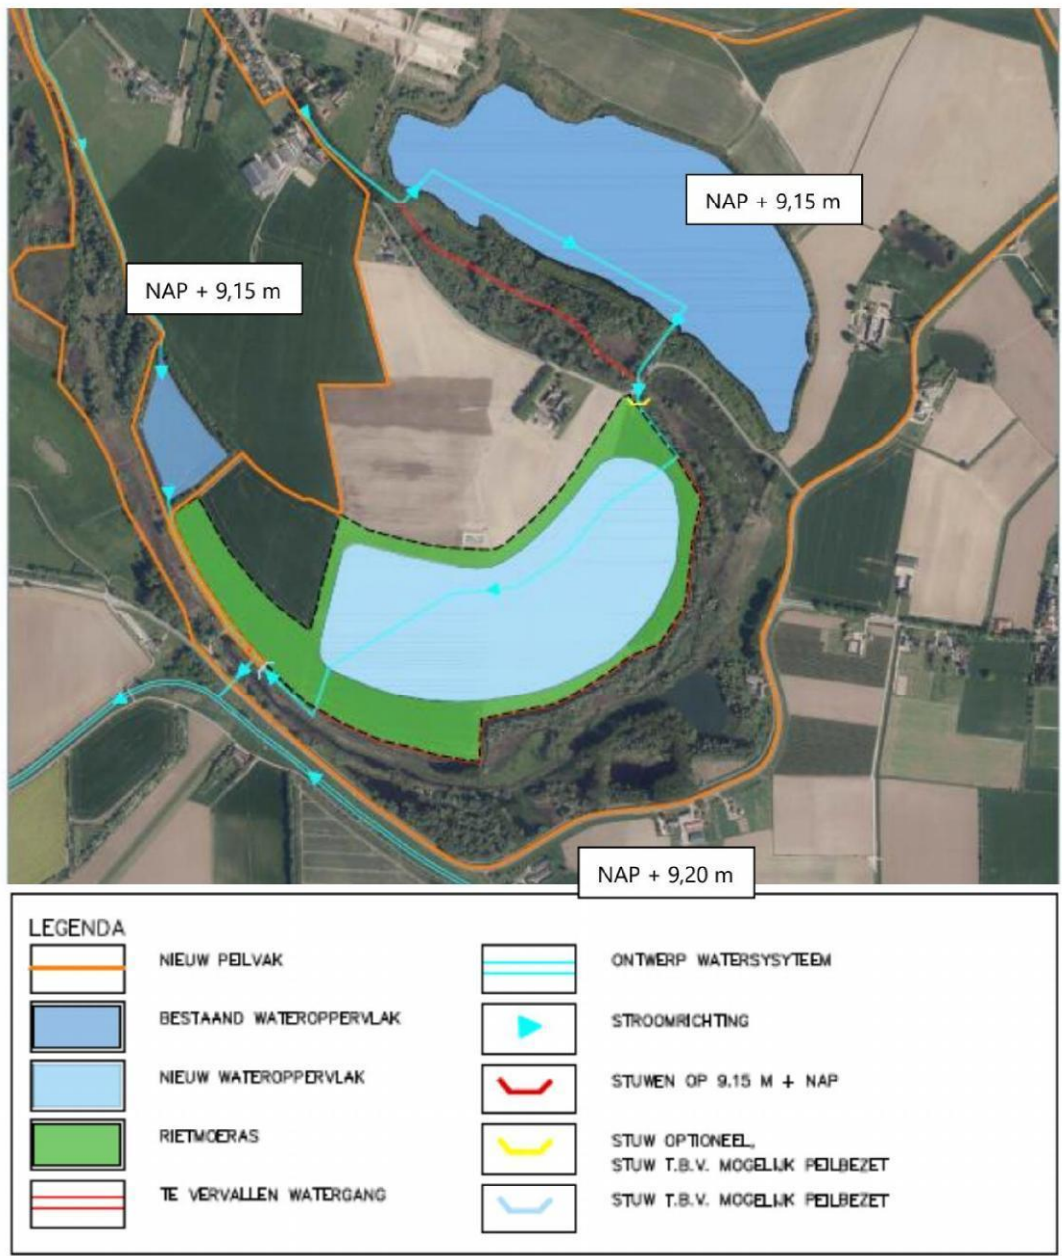 NAP + 9,15 m
NAP + 9,15 m
NAP + 9,20 m
LEGENDA
NIEUW PEILVAK
BESTAAND WATEROPPERVLAK
NIEUW WATEROPPERVLAK
RIETMOERAS
TE VERVALLEN WATERGANG
ONTWERP WATERSYSYTEEM
STROOMRICHTING
STUWEN OP 9.15 M + NAP
STUW OPTIONEEL,
STUW T.B.V. MOGELIJK PEILBEZET
STUW T.B.V. MOGELIJK PEILBEZET